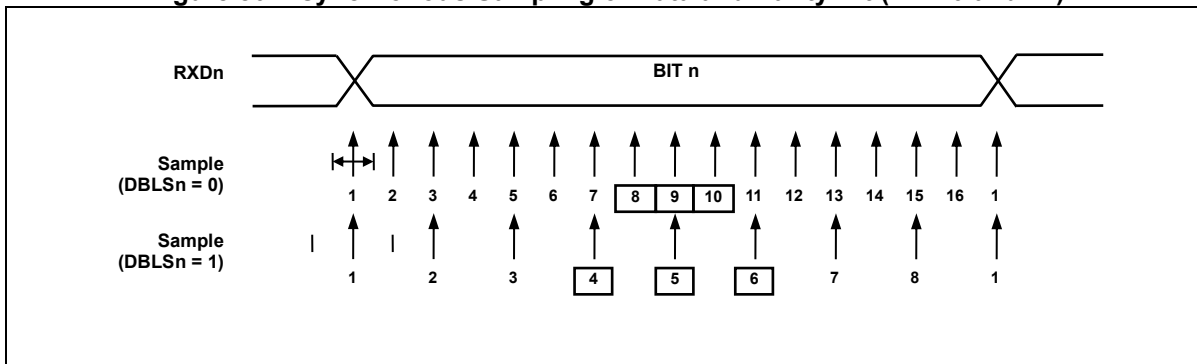 RXDn
BIT n
Sample
(DBLSn = 0)
1 2 3 4 5 6 7 8 9 10 11 12 13 14 15 16 1
Sample
(DBLSn = 1)
1 2 3 4 5 6 7 8 1